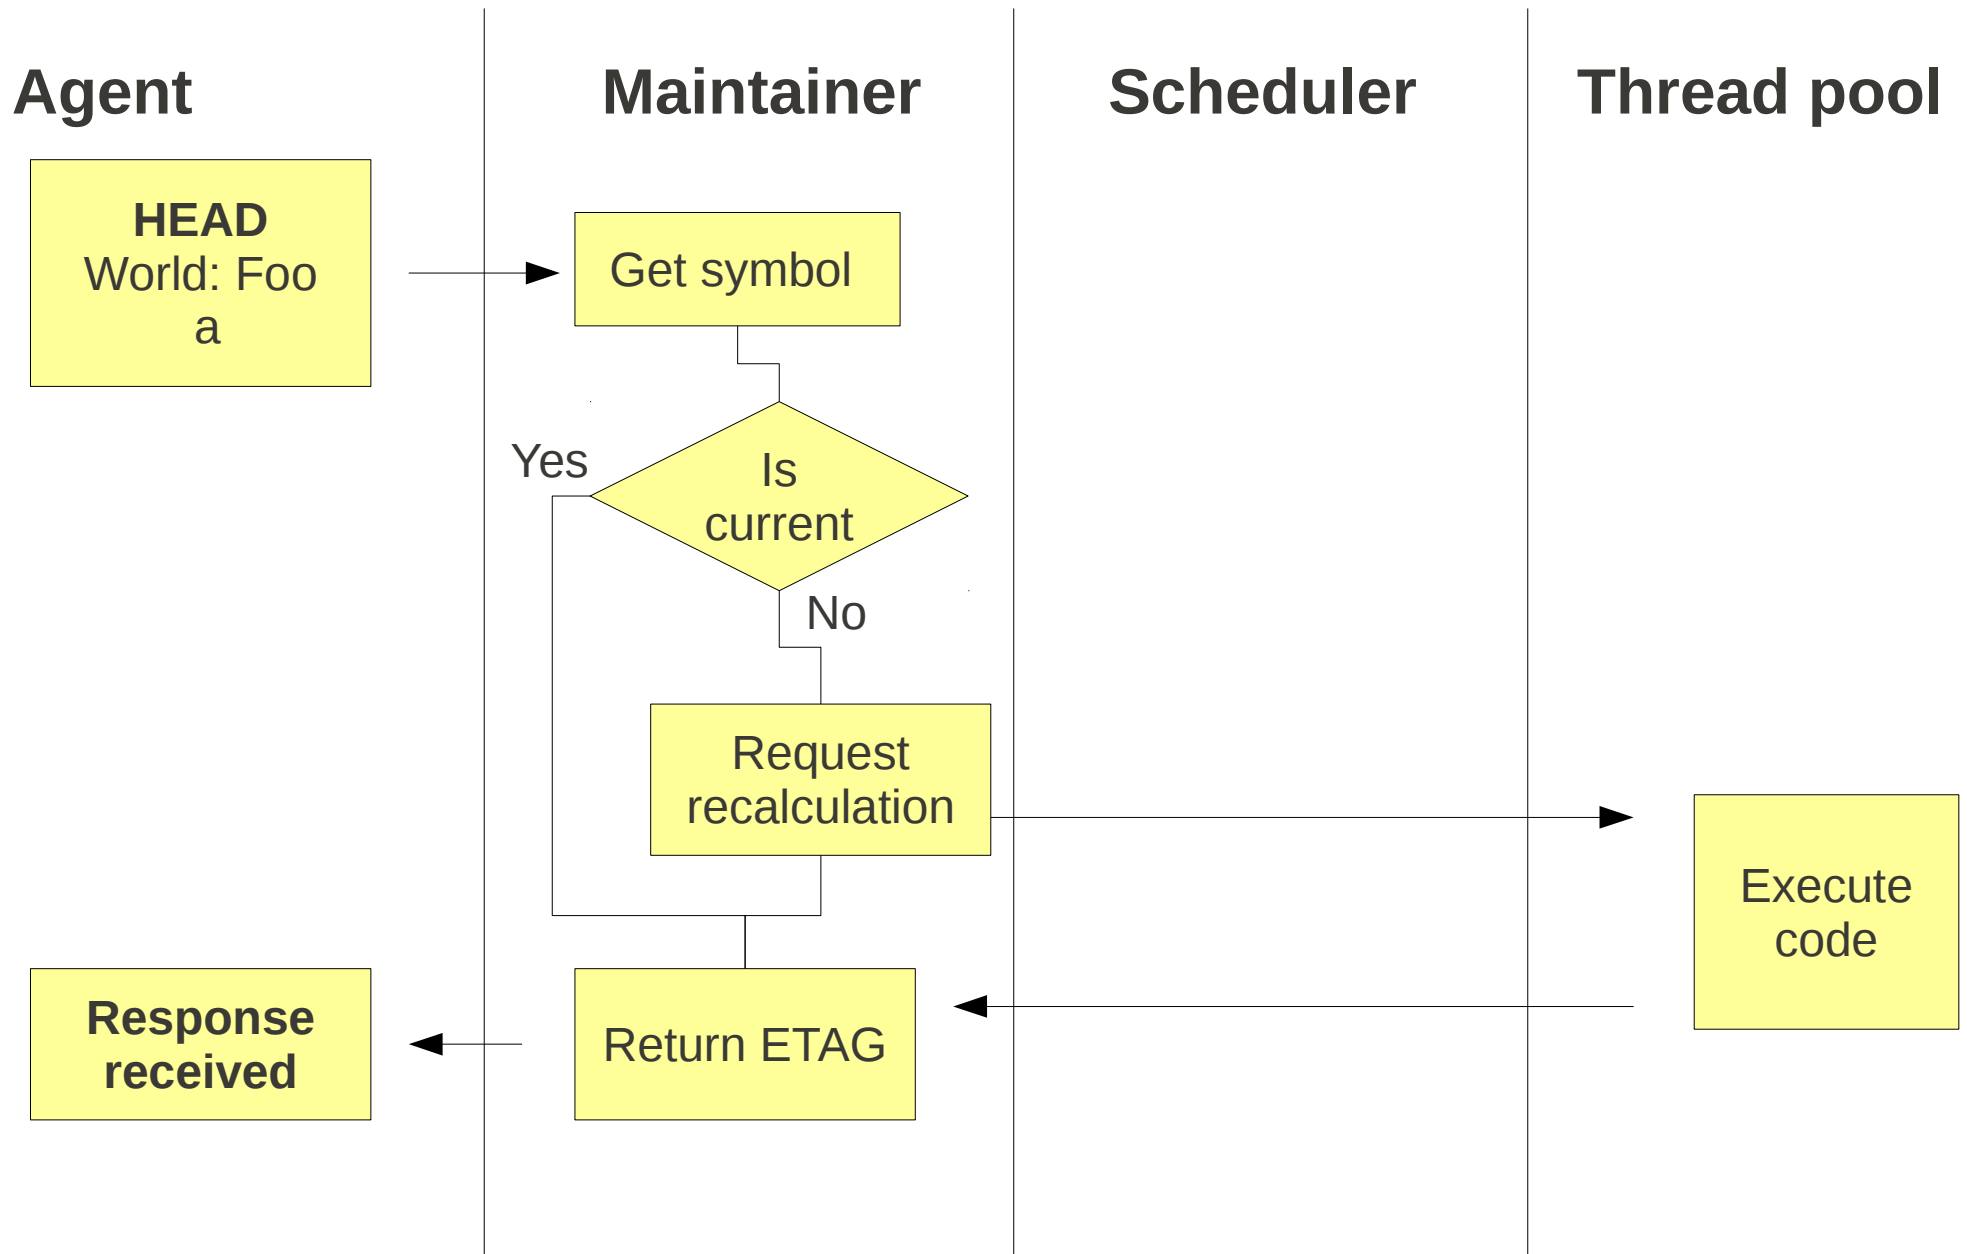 Agent
Maintainer
Scheduler
Thread pool
HEAD
World: Foo
a
Get symbol
Yes
Is
current
No
Request
recalculation
Execute
code
Response
received
Return ETAG